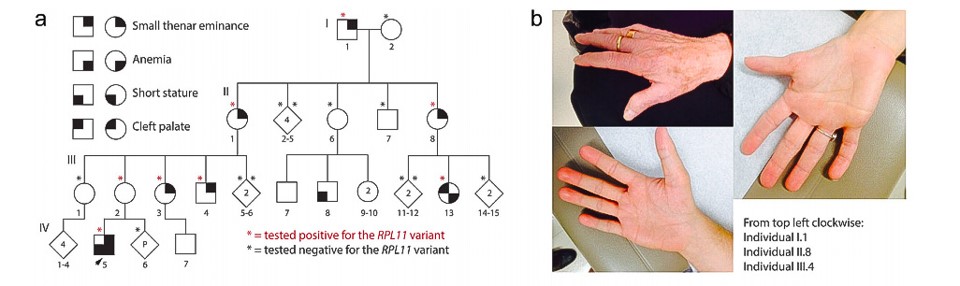 a
Small thenar eminance
Anemia
Short stature
Cleft palate
I
*
*
1
2
II
*
* *
*
*
*
4
1
2-5
6
7
8
III
*
*
*
*
* *
* *
*
* *
2
2
2
2
1
2
3
4
5-6
7
8
9-10
11-12
13
14-15
IV
*
*
4
P
1-4
5
6
7
* = tested positive for the RPL11 variant
* = tested negative for the RPL11 variant
b
From top left clockwise:
Individual I.1
Individual II.8
Individual III.4